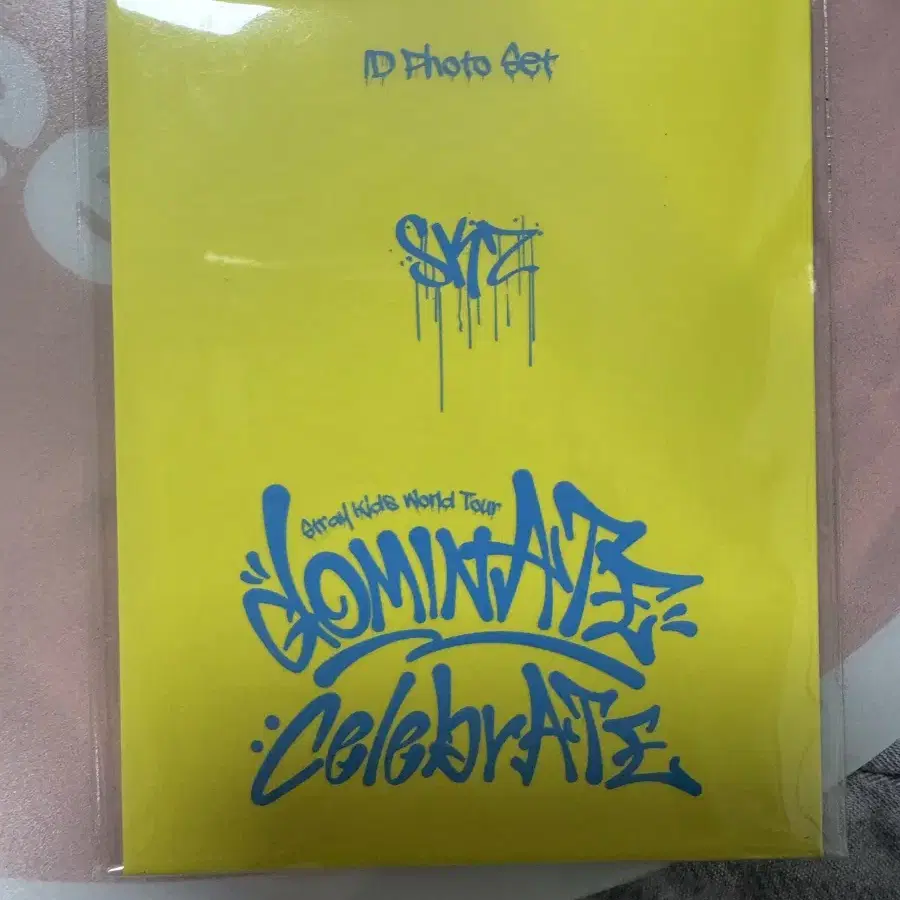 ID Photo Set
SKZ
Stray Kids World Tour
dominATE
celebrATE